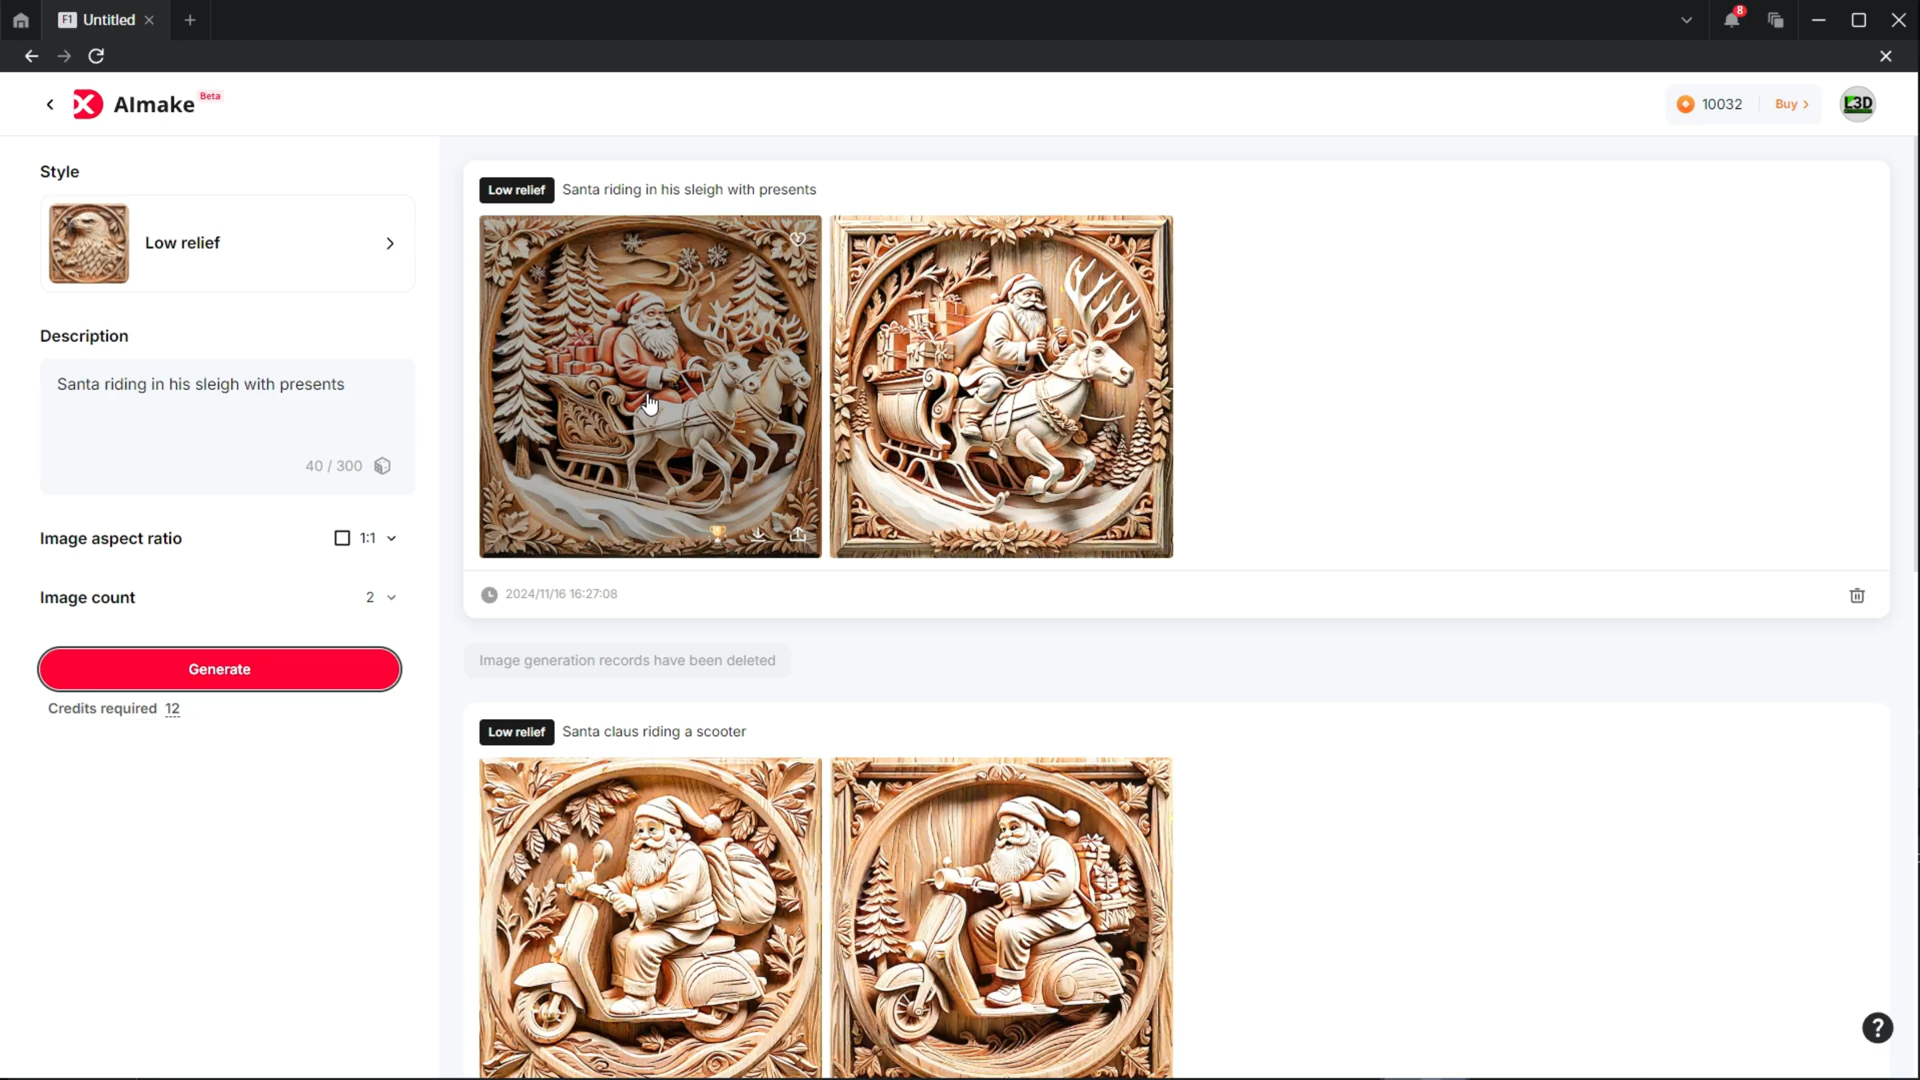 F1 Untitled
8
AImake Beta
10032 Buy
L3D
Style
Low relief
Description
Santa riding in his sleigh with presents
40 / 300
Image aspect ratio 1:1
Image count 2
Generate
Credits required 12
Low relief Santa riding in his sleigh with presents
2024/11/16 16:27:08
Image generation records have been deleted
Low relief Santa claus riding a scooter
?